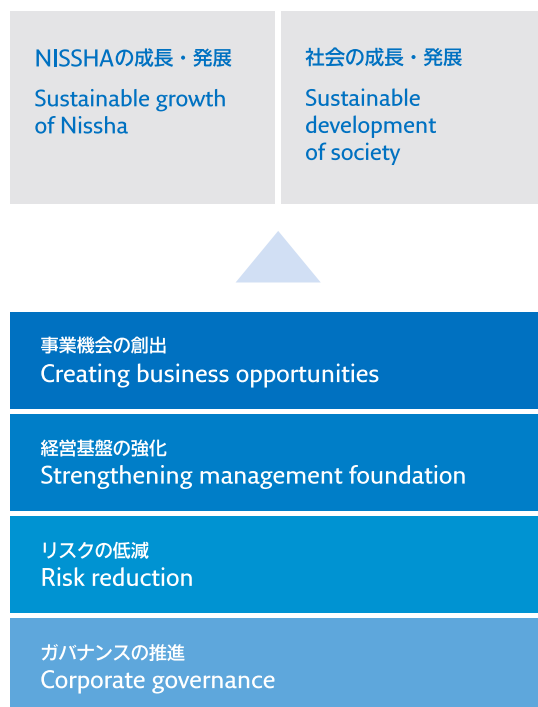 NISSHAの成長・発展
Sustainable growth
of Nissha
社会の成長・発展
Sustainable
development
of society
事業機会の創出
Creating business opportunities
経営基盤の強化
Strengthening management foundation
リスクの低減
Risk reduction
ガバナンスの推進
Corporate governance